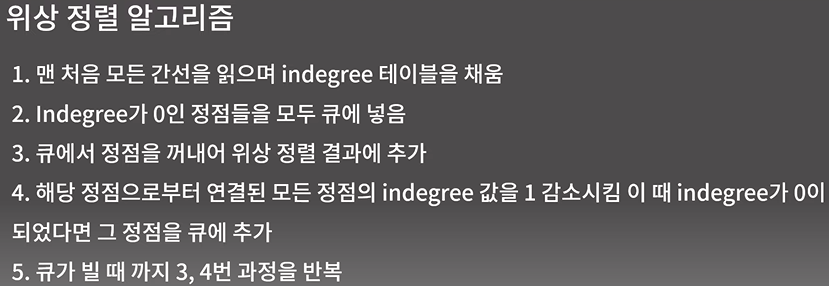 위상 정렬 알고리즘
1. 맨 처음 모든 간선을 읽으며 indegree 테이블을 채움
2. Indegree가 0인 정점들을 모두 큐에 넣음
3. 큐에서 정점을 꺼내어 위상 정렬 결과에 추가
4. 해당 정점으로부터 연결된 모든 정점의 indegree 값을 1 감소시킴 이 때 indegree가 0이
되었다면 그 정점을 큐에 추가
5. 큐가 빌 때 까지 3, 4번 과정을 반복